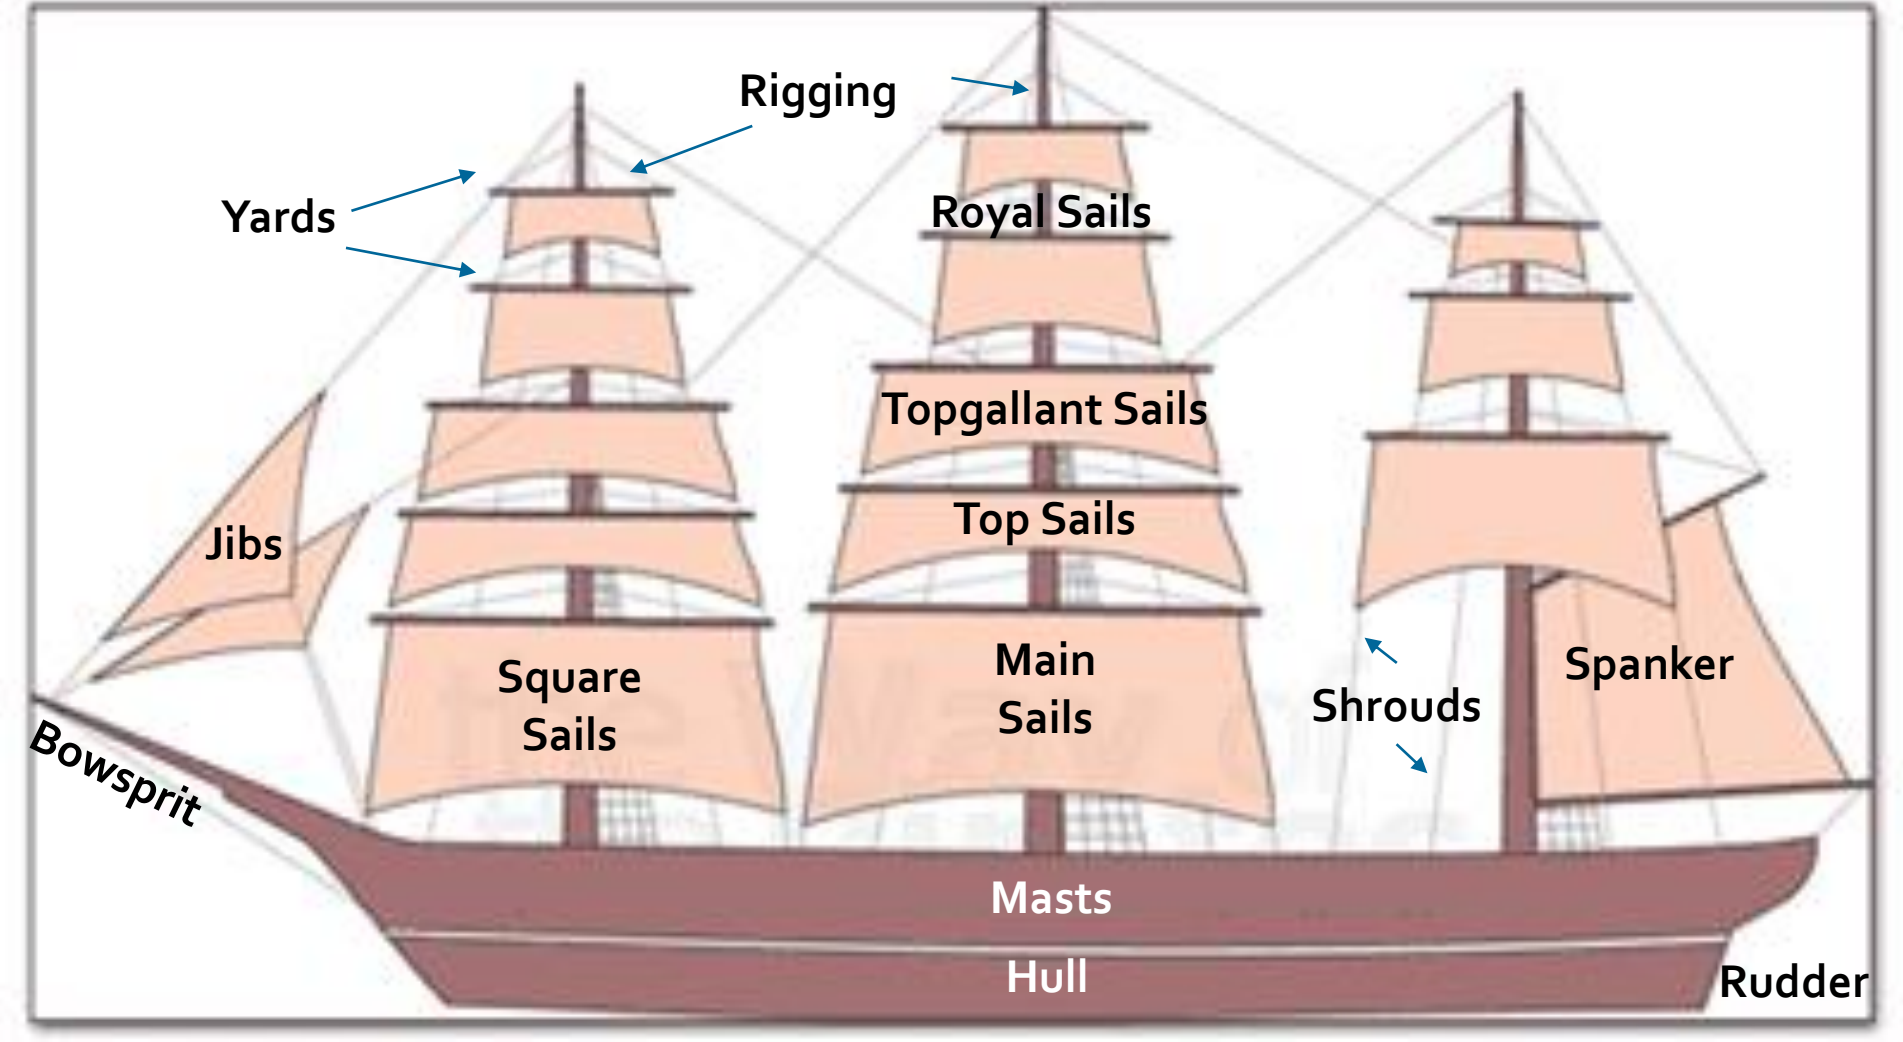 Rigging
Yards
Royal Sails
Topgallant Sails
Top Sails
Jibs
Square
Sails
Main
Sails
Shrouds
Spanker
Bowsprit
Masts
Hull
Rudder